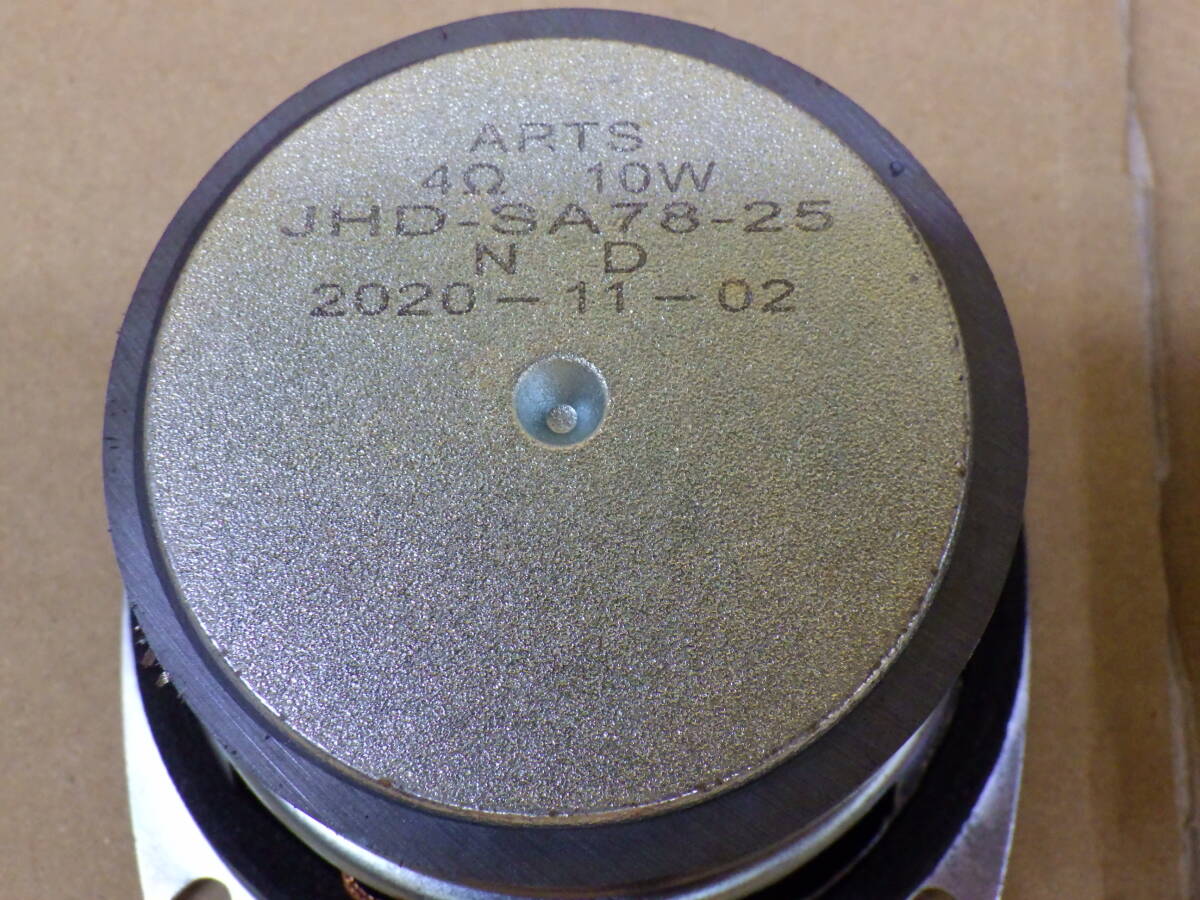 ARTS
4Ω 10W
JHD-SA78-25
N D
2020-11-02